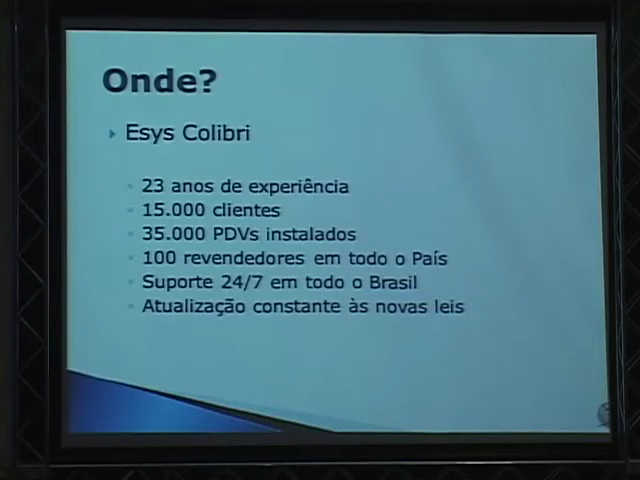 Onde?
Esys Colibri
23 anos de experiência
15.000 clientes
35.000 PDVs instalados
100 revendedores em todo o País
Suporte 24/7 em todo o Brasil
Atualização constante às novas leis